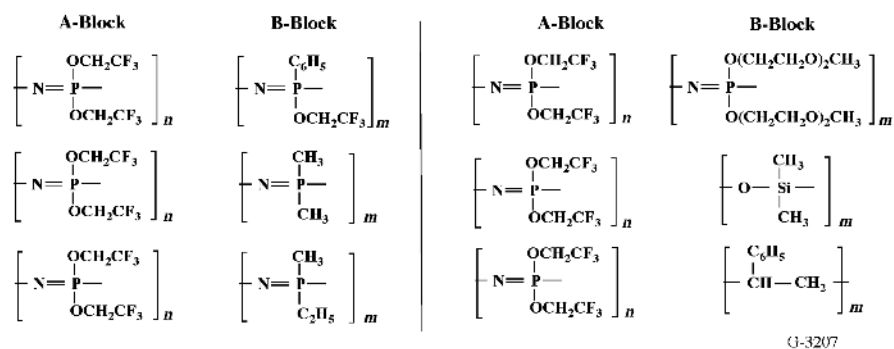 A-Block B-Block A-Block B-Block
OCH2CF3 C6H5 OCH2CF3 O(CH2CH2O)2CH3
N=P N=P N=P N=P
OCH2CF3 n OCH2CF3 m OCH2CF3 n O(CH2CH2O)2CH3 m
OCH2CF3 CH3 OCH2CF3 CH3
N=P N=P N=P O—Si
OCH2CF3 n CH3 m OCH2CF3 n CH3 m
OCH2CF3 CH3 OCH2CF3 C6H5
N=P N=P N=P CH—CH2
OCH2CF3 n C2H5 m OCH2CF3 n m
G-3207